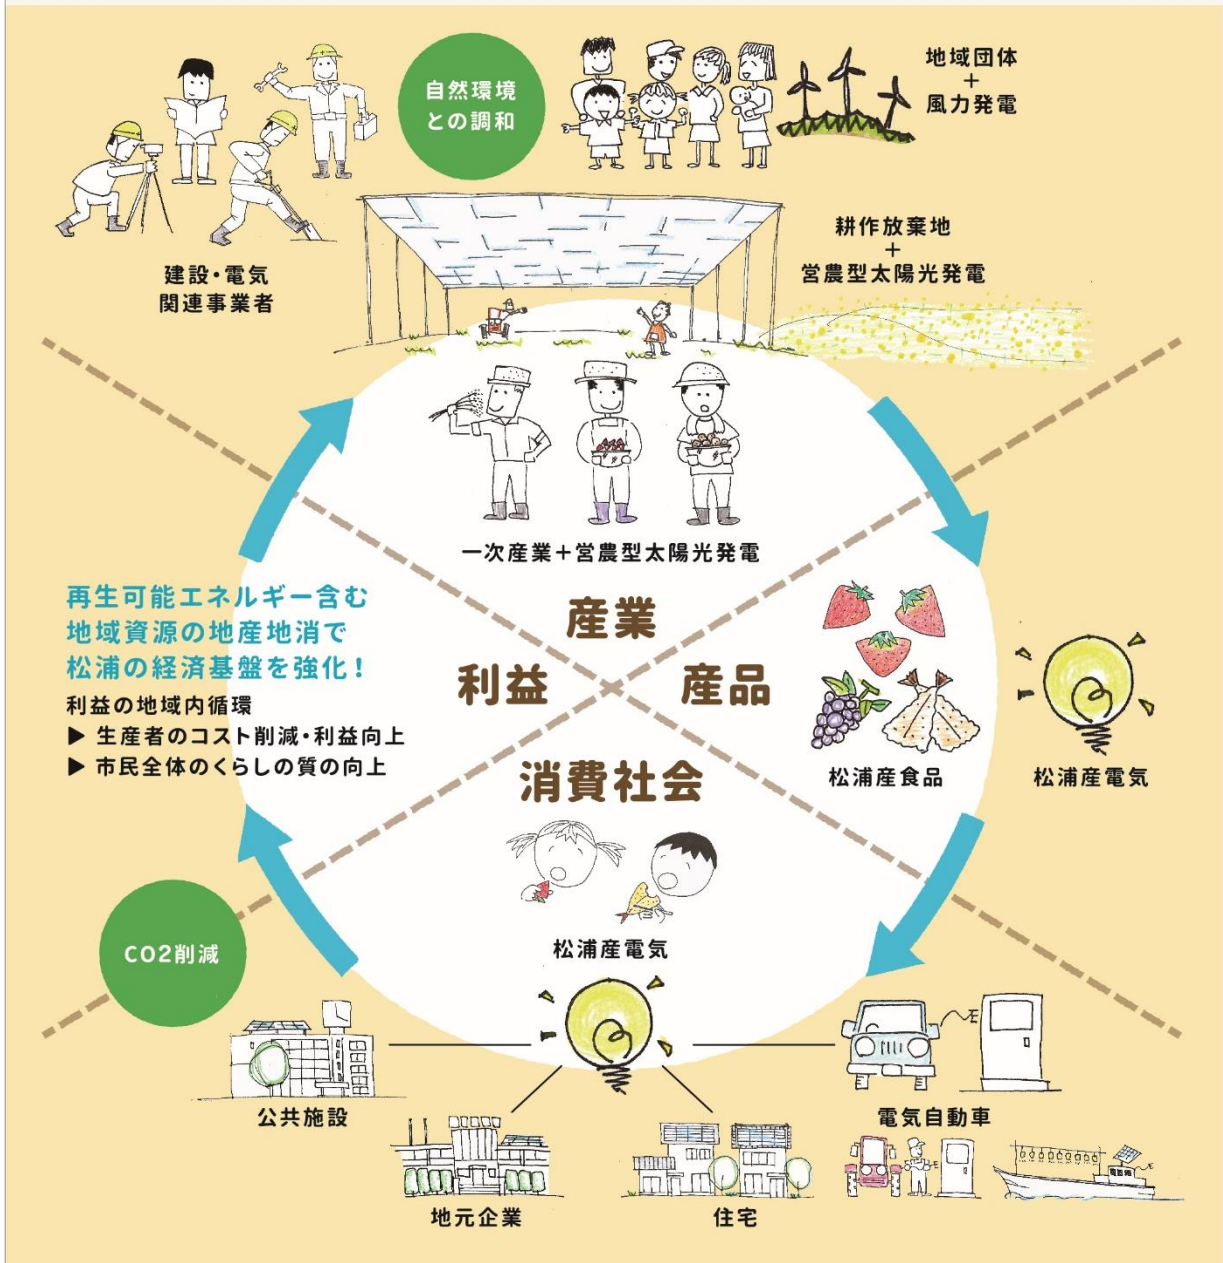 自然環境
との調和
地域団体
+
風力発電
建設・電気
関連事業者
耕作放棄地
+
営農型太陽光発電
一次産業+営農型太陽光発電
産業
利益
産品
消費社会
再生可能エネルギー含む
地域資源の地産地消で
松浦の経済基盤を強化!
利益の地域内循環
▶ 生産者のコスト削減・利益向上
▶ 市民全体のくらしの質の向上
松浦産食品
松浦産電気
松浦産電気
CO2削減
公共施設
地元企業
住宅
電気自動車